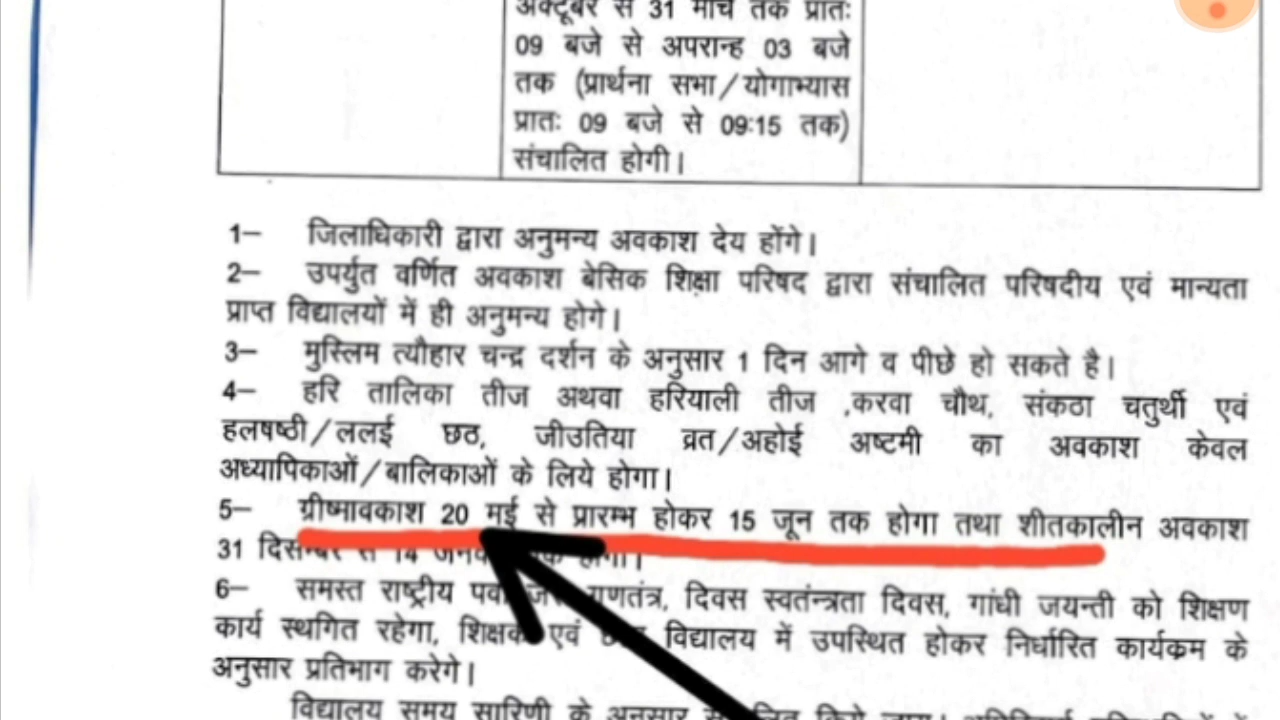 अक्टूबर से 31 मार्च तक प्रातः
09 बजे से अपरान्ह 03 बजे
तक (प्रार्थना सभा/योगाभ्यास
प्रातः 09 बजे से 09:15 तक)
संचालित होगी।
1– जिलाधिकारी द्वारा अनुमन्य अवकाश देय होंगे।
2– उपर्युत वर्णित अवकाश बेसिक शिक्षा परिषद द्वारा संचालित परिषदीय एवं मान्यता
प्राप्त विद्यालयों में ही अनुमन्य होगे।
3– मुस्लिम त्यौहार चन्द्र दर्शन के अनुसार 1 दिन आगे व पीछे हो सकते है।
4– हरि तालिका तीज अथवा हरियाली तीज ,करवा चौथ, संकठा चतुर्थी एवं
हलषष्ठी/ललई छठ, जीउतिया व्रत/अहोई अष्टमी का अवकाश केवल
अध्यापिकाओं/बालिकाओं के लिये होगा।
5– ग्रीष्मावकाश 20 मई से प्रारम्भ होकर 15 जून तक होगा तथा शीतकालीन अवकाश
31 दिसम्बर से 14 होगा।
6– समस्त राष्ट्रीय गणतंत्र, दिवस स्वतंन्त्रता दिवस, गांधी जयन्ती को शिक्षण
कार्य स्थगित रहेगा, शिक्षक एवं विद्यालय में उपस्थित होकर निर्धारित कार्यक्रम के
अनुसार प्रतिभाग करेगे।
विद्यालय समय सारिणी के अनुसार